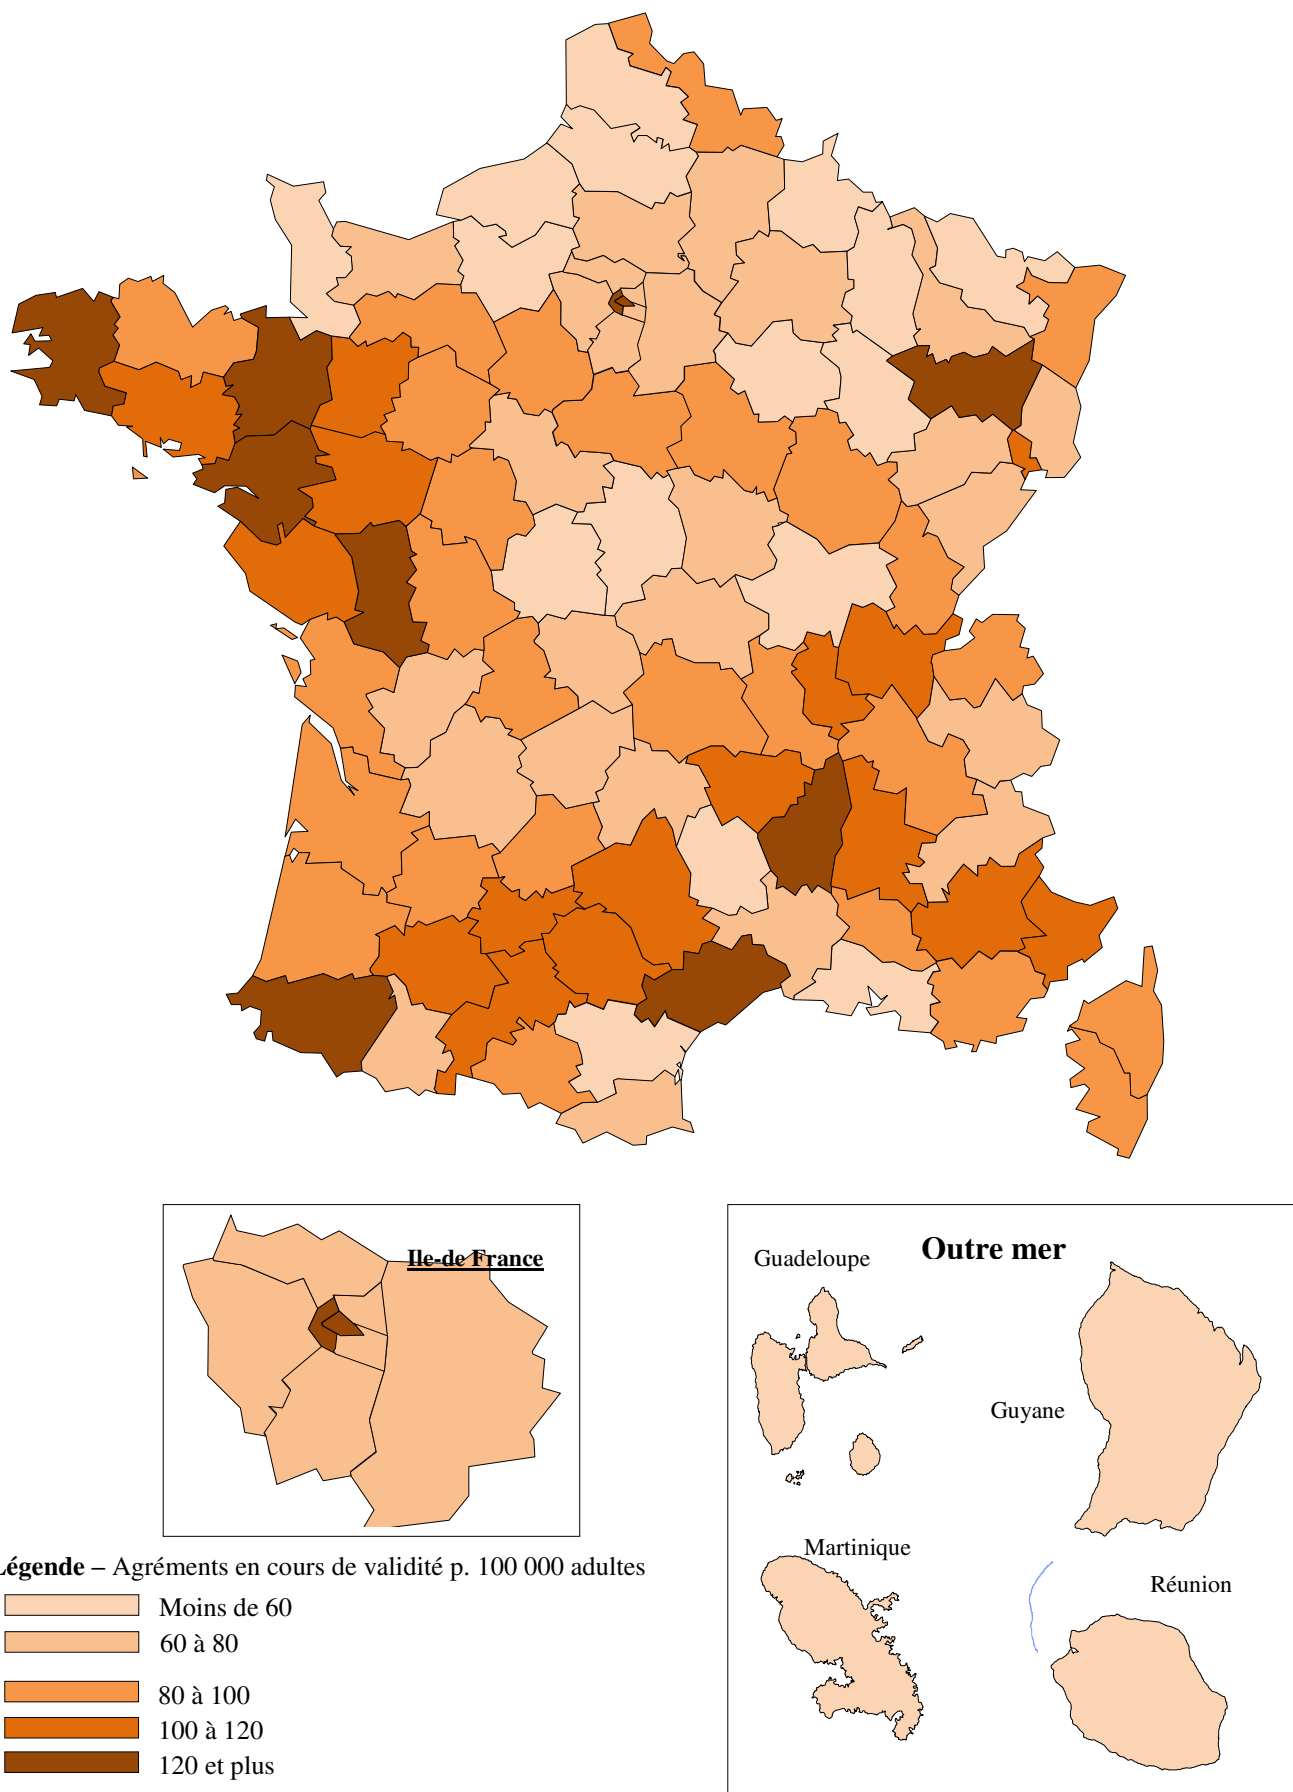 Ile-de France
Outre mer
Guadeloupe
Guyane
Martinique
Réunion
Légende – Agréments en cours de validité p. 100 000 adultes
Moins de 60
60 à 80
80 à 100
100 à 120
120 et plus